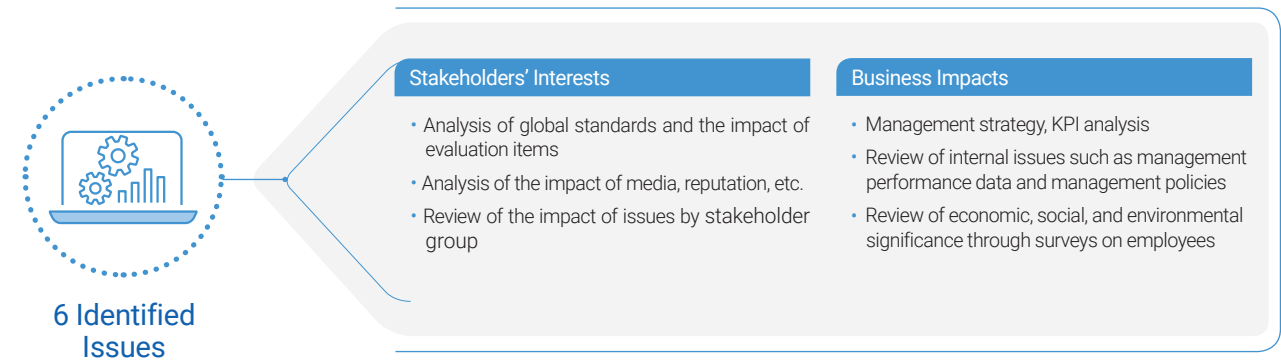 6 Identified
Issues
Stakeholders’ Interests
• Analysis of global standards and the impact of
evaluation items
• Analysis of the impact of media, reputation, etc.
• Review of the impact of issues by stakeholder
group
Business Impacts
• Management strategy, KPI analysis
• Review of internal issues such as management
performance data and management policies
• Review of economic, social, and environmental
significance through surveys on employees